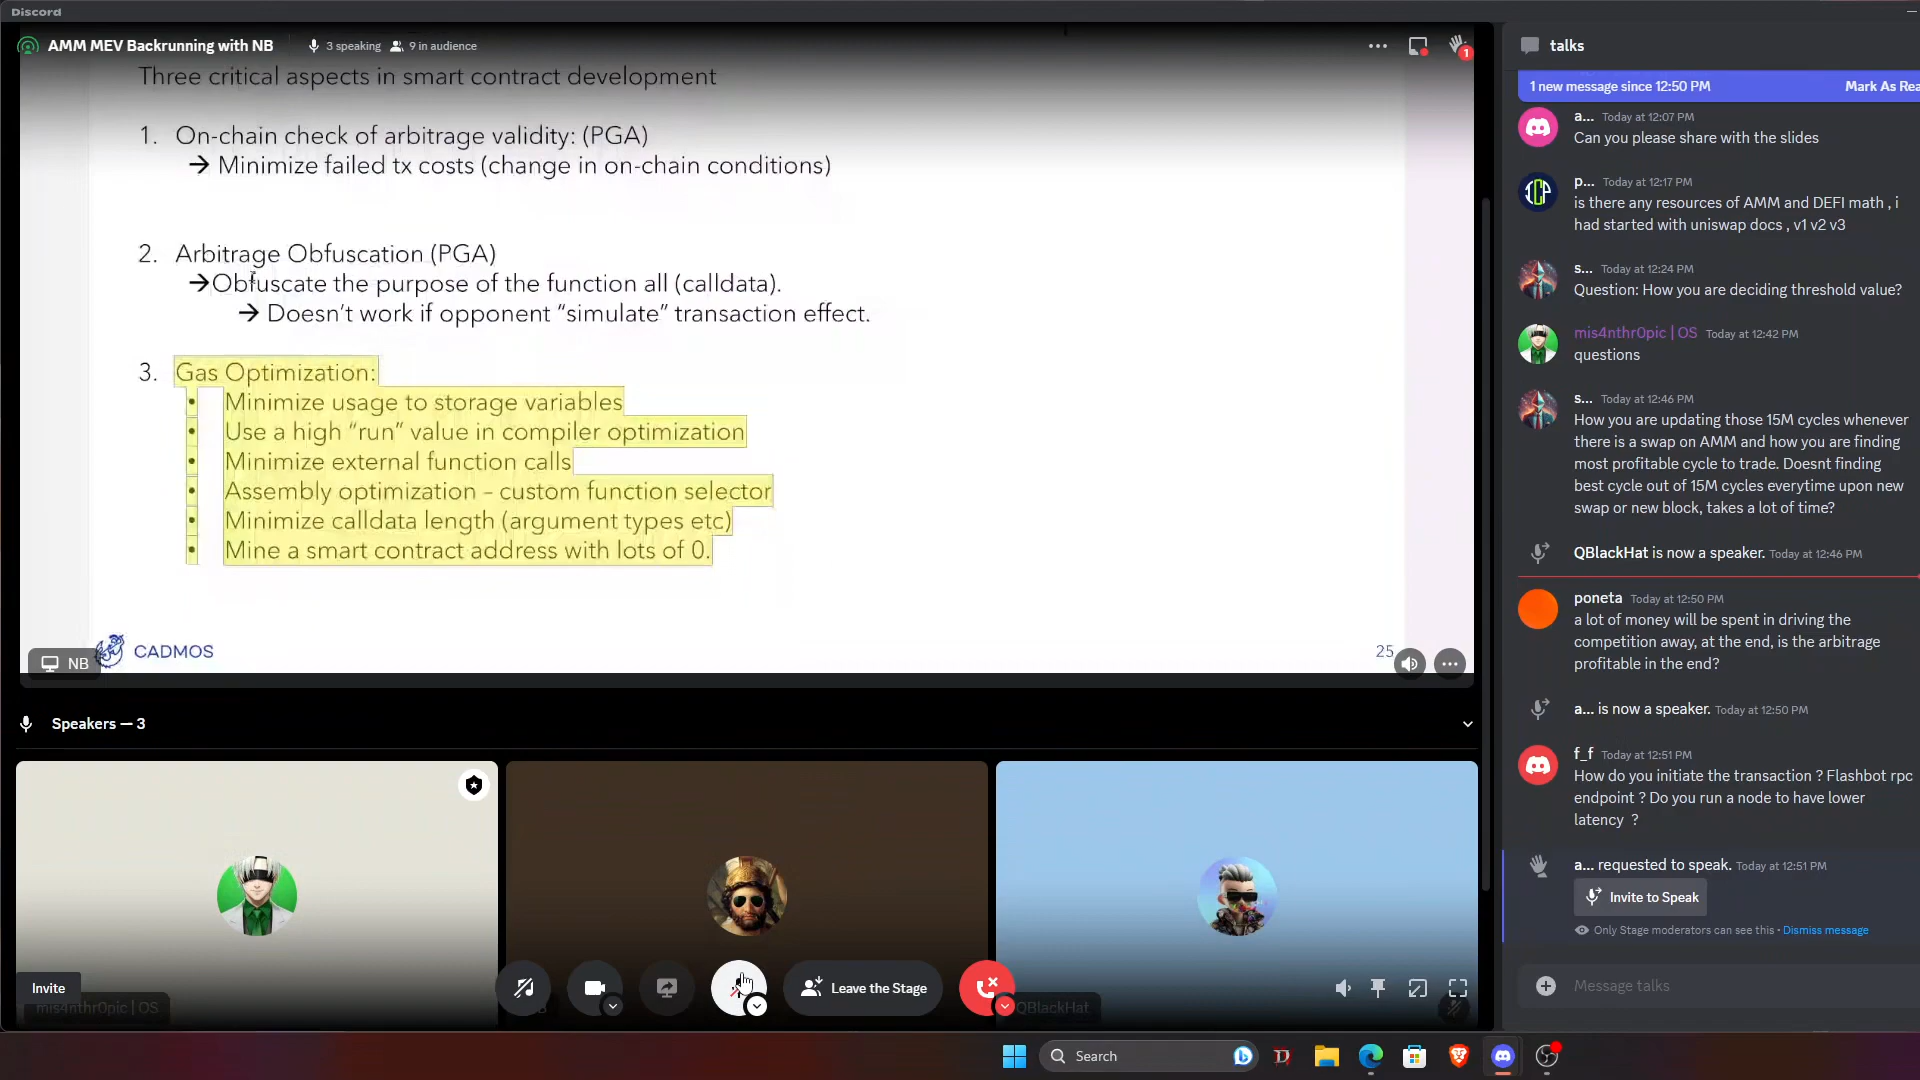 Discord
AMM MEV Backrunning with NB
3 speaking
9 in audience
1
Three critical aspects in smart contract development
1. On-chain check of arbitrage validity: (PGA)
→ Minimize failed tx costs (change in on-chain conditions)
2. Arbitrage Obfuscation (PGA)
→Obfuscate the purpose of the function all (calldata).
→ Doesn't work if opponent “simulate” transaction effect.
3. Gas Optimization:
• Minimize usage to storage variables
• Use a high “run” value in compiler optimization
• Minimize external function calls
• Assembly optimization – custom function selector
• Minimize calldata length (argument types etc)
• Mine a smart contract address with lots of 0.
CADMOS
25
NB
Speakers — 3
Invite
mis4nthr0pic | OS
Leave the Stage
QBlackHat
talks
1 new message since 12:50 PM
Mark As Rea
a... Today at 12:07 PM
Can you please share with the slides
p... Today at 12:17 PM
is there any resources of AMM and DEFI math , i
had started with uniswap docs , v1 v2 v3
s... Today at 12:24 PM
Question: How you are deciding threshold value?
mis4nthr0pic | OS Today at 12:42 PM
questions
s... Today at 12:46 PM
How you are updating those 15M cycles whenever
there is a swap on AMM and how you are finding
most profitable cycle to trade. Doesnt finding
best cycle out of 15M cycles everytime upon new
swap or new block, takes a lot of time?
QBlackHat is now a speaker. Today at 12:46 PM
poneta Today at 12:50 PM
a lot of money will be spent in driving the
competition away, at the end, is the arbitrage
profitable in the end?
a... is now a speaker. Today at 12:50 PM
f_f Today at 12:51 PM
How do you initiate the transaction ? Flashbot rpc
endpoint ? Do you run a node to have lower
latency ?
a... requested to speak. Today at 12:51 PM
Invite to Speak
Only Stage moderators can see this • Dismiss message
Message talks
Search